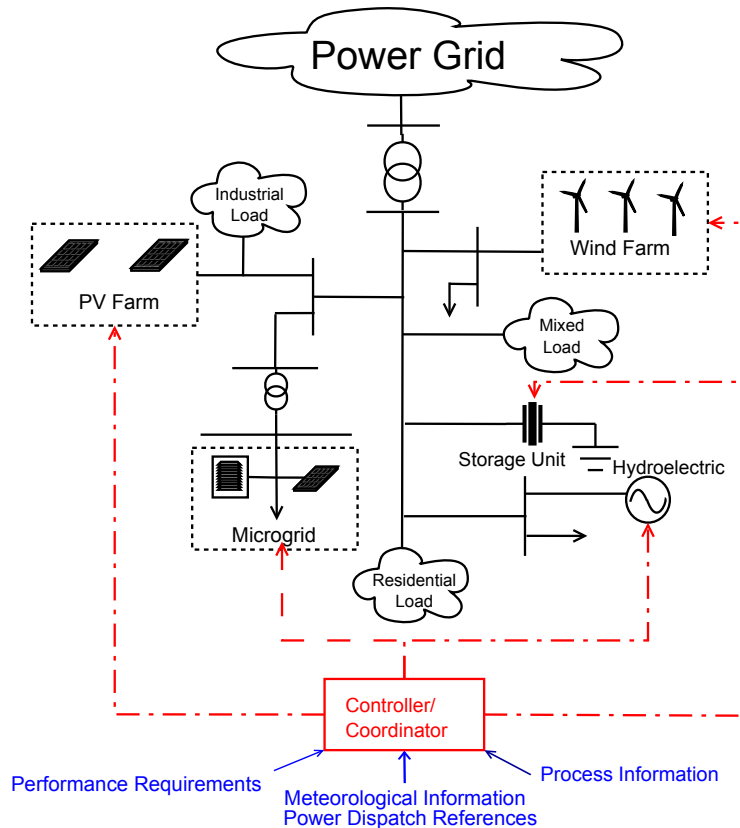 Power Grid
Industrial
Load
Wind Farm
PV Farm
Mixed
Load
Storage Unit
Hydroelectric
Microgrid
Residential
Load
Controller/
Coordinator
Performance Requirements
Process Information
Meteorological Information
Power Dispatch References